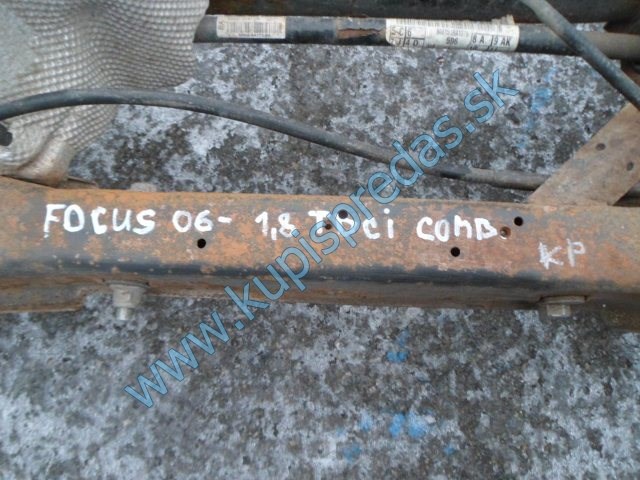 FOCUS 06- 1,8 TDCi COMB.
KP
www.kupispredas.sk